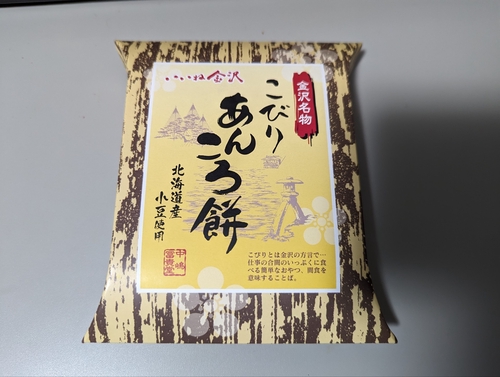 いいね金沢
金沢名物
こびり
あんころ餅
北海道産
小豆使用
こびりとは金沢の方言で…
仕事の合間のいっぷくに食
べる簡単なおやつ、間食を
意味することば。
中嶋